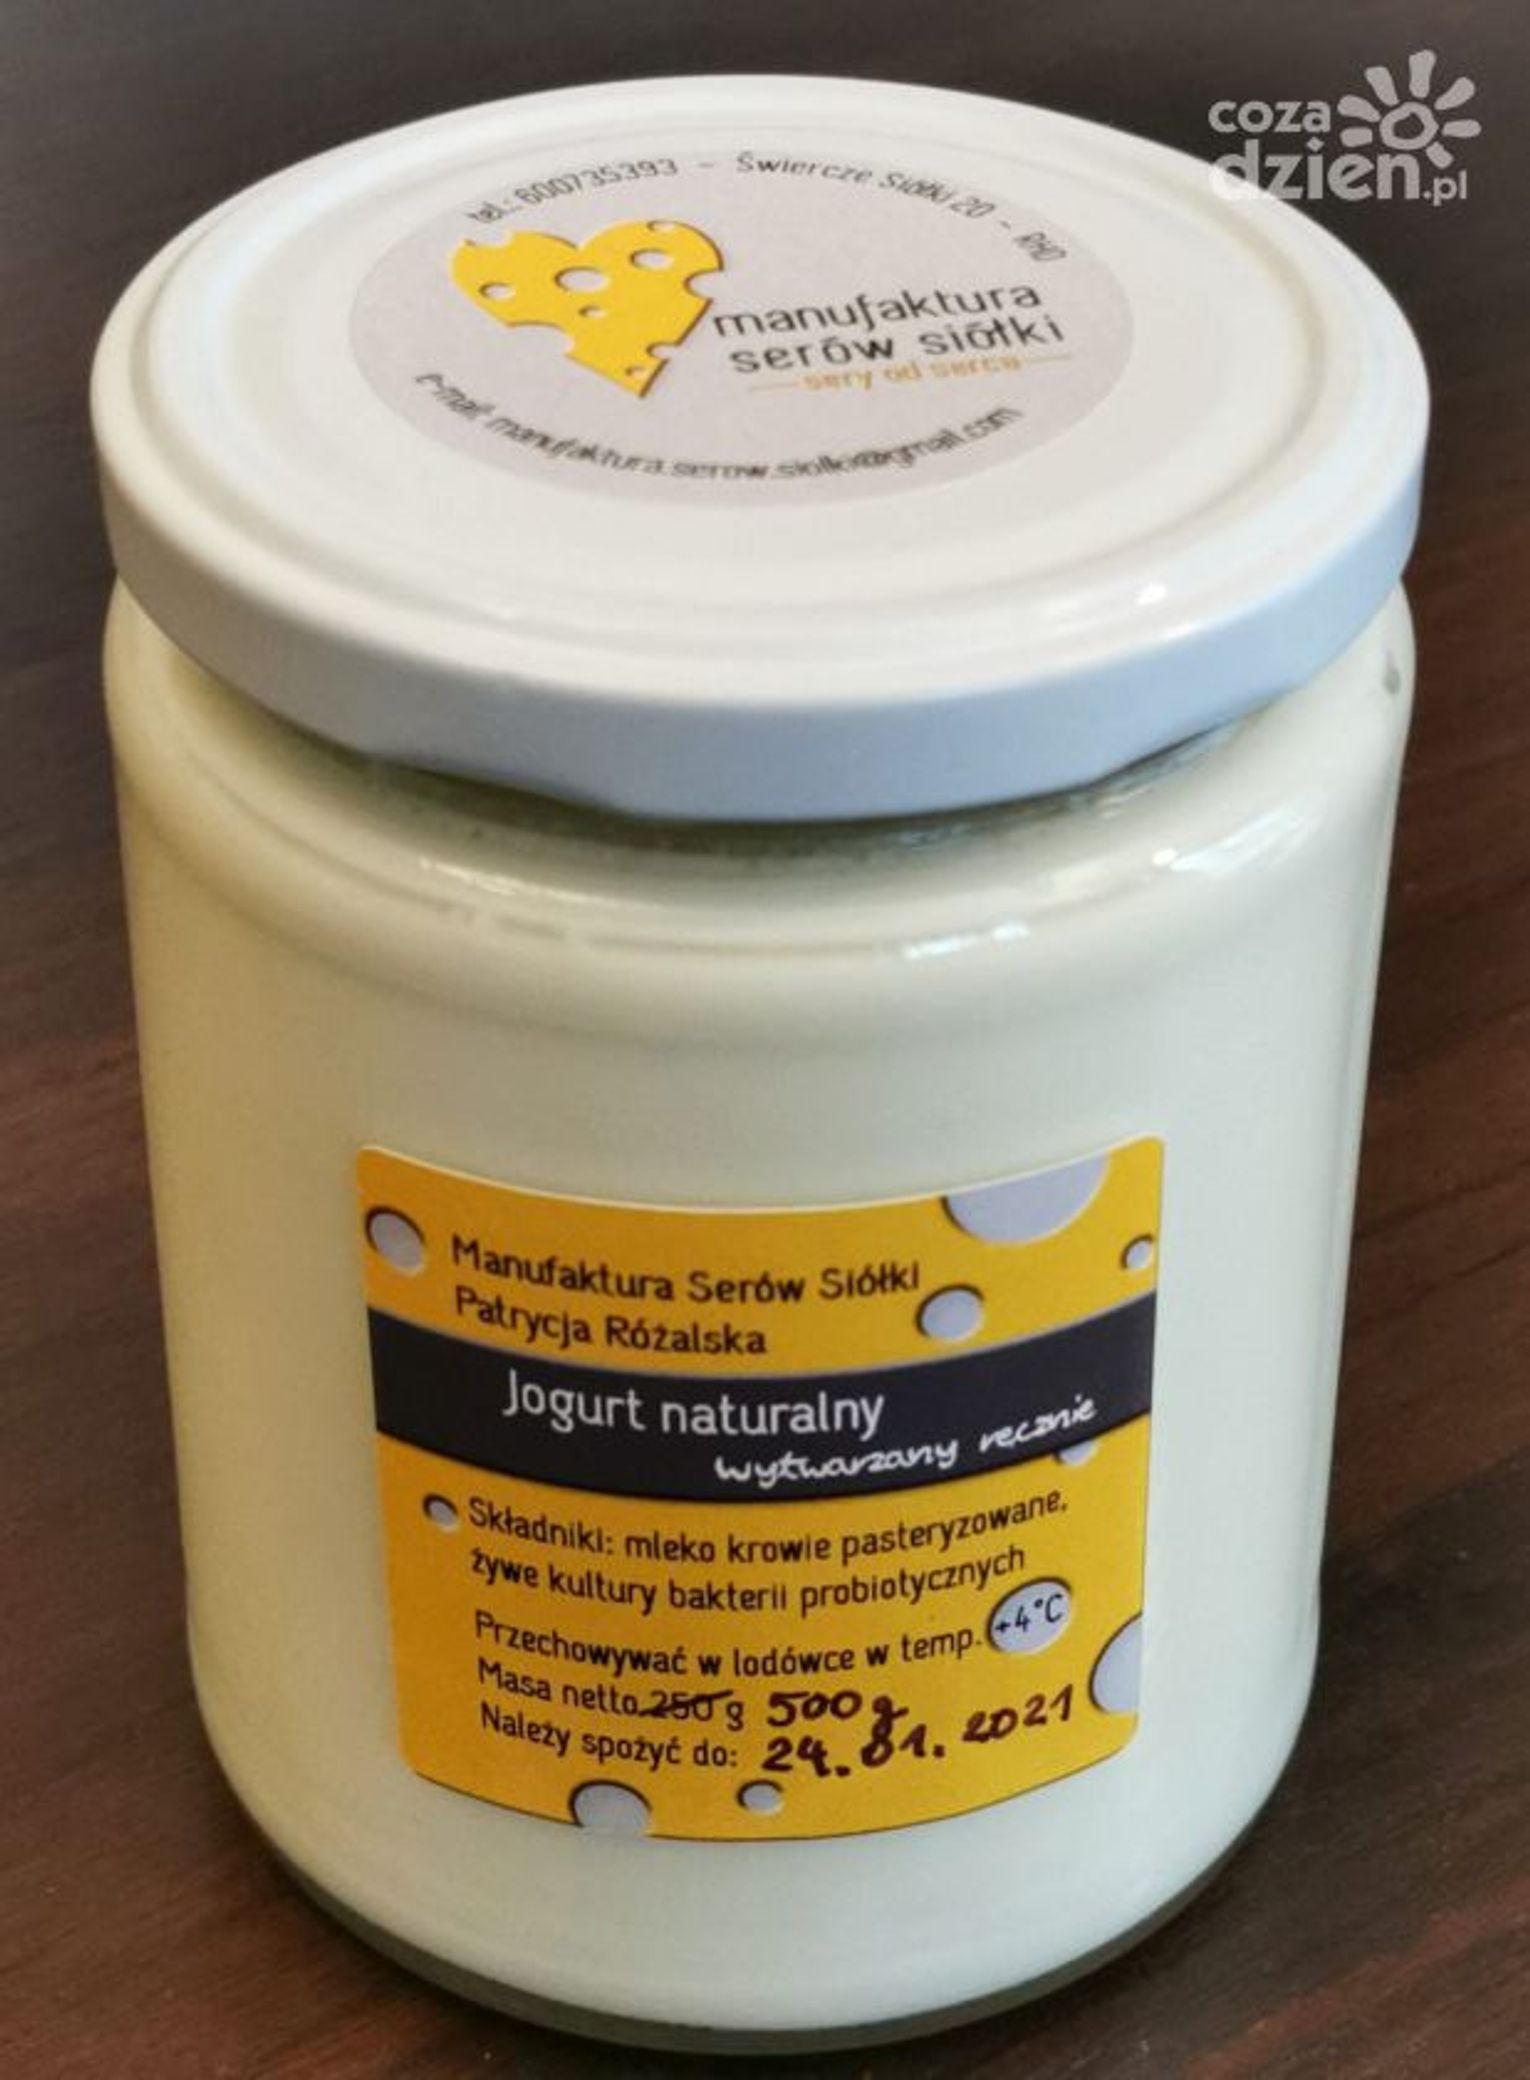 coza
dzien.pl
tel.: 600735393 - Świercze Siółki 20 - RHD
manufaktura
serów siółki
sery od serca
e-mail: manufaktura.serow.siolki@gmail.com
Manufaktura Serów Siółki
Patrycja Różalska
Jogurt naturalny
wytwarzany ręcznie
Składniki: mleko krowie pasteryzowane,
żywe kultury bakterii probiotycznych
Przechowywać w lodówce w temp. +4°C
Masa netto 250 g 500 g
Należy spożyć do: 24.01.2021